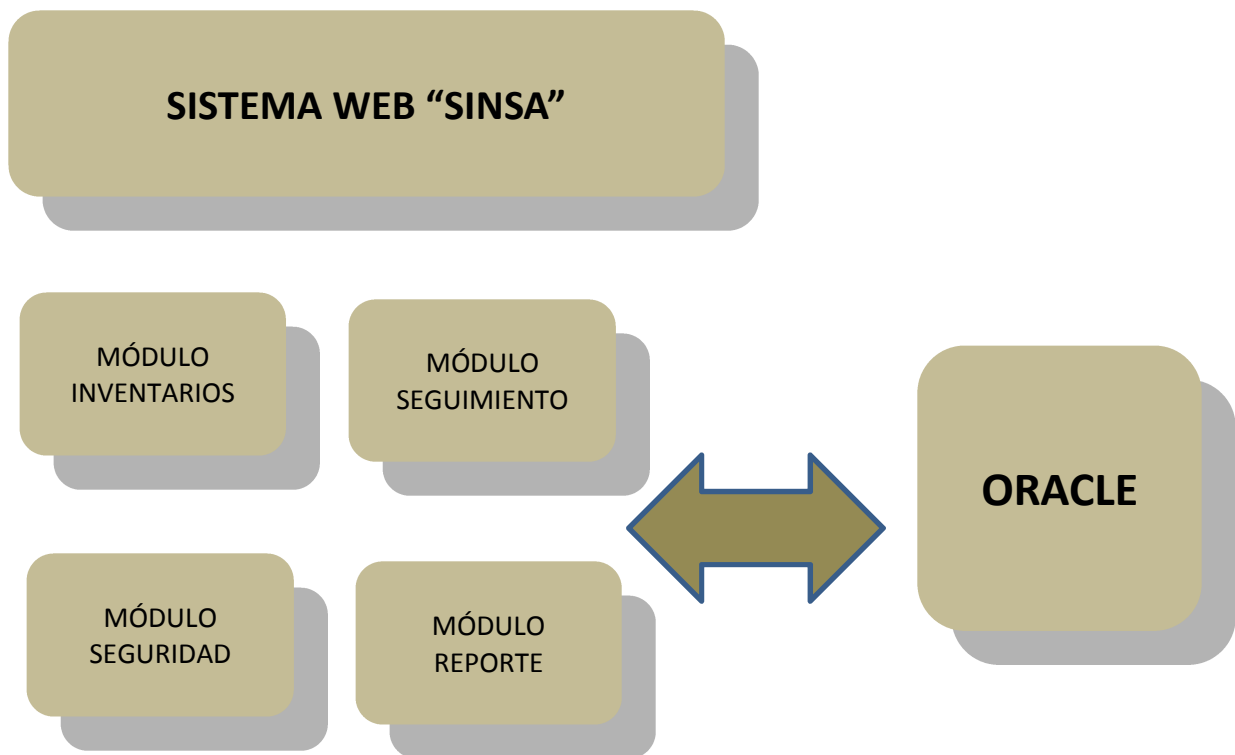 SISTEMA WEB “SINSA”
MÓDULO
INVENTARIOS
MÓDULO
SEGUIMIENTO
ORACLE
MÓDULO
SEGURIDAD
MÓDULO
REPORTE